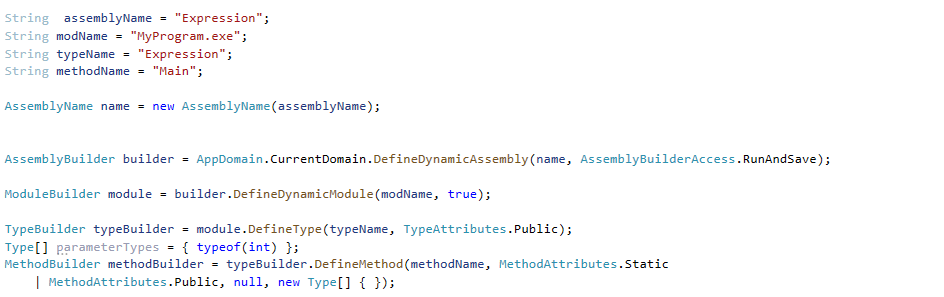 String  assemblyName = "Expression";
String modName = "MyProgram.exe";
String typeName = "Expression";
String methodName = "Main";
AssemblyName name = new AssemblyName(assemblyName);
AssemblyBuilder builder = AppDomain.CurrentDomain.DefineDynamicAssembly(name, AssemblyBuilderAccess.RunAndSave);
ModuleBuilder module = builder.DefineDynamicModule(modName, true);
TypeBuilder typeBuilder = module.DefineType(typeName, TypeAttributes.Public);
Type[] parameterTypes = { typeof(int) };
MethodBuilder methodBuilder = typeBuilder.DefineMethod(methodName, MethodAttributes.Static
    | MethodAttributes.Public, null, new Type[] { });